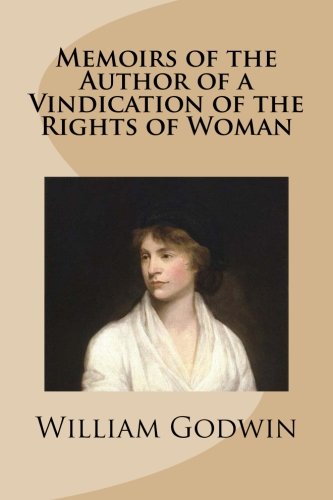 Memoirs of the
Author of a
Vindication of the
Rights of Woman
William Godwin